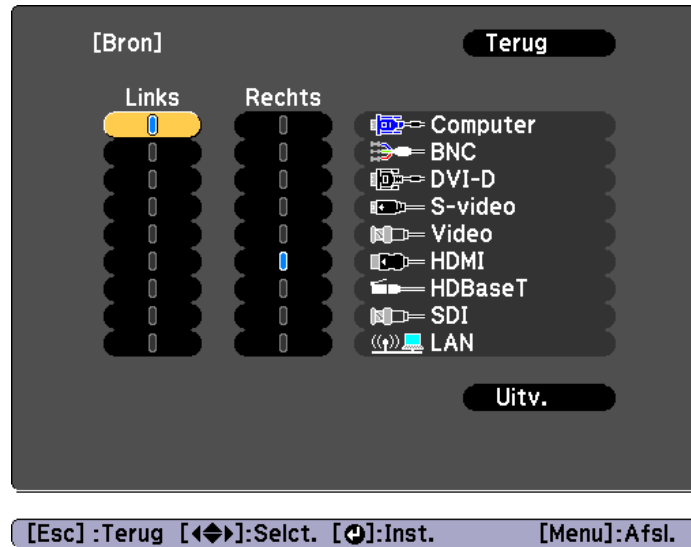 [Bron] Terug
Links Rechts
Computer
BNC
DVI-D
S-video
Video
HDMI
HDBaseT
SDI
LAN
Uitv.
[Esc] :Terug [◂◆▸]:Selct. [⏎]:Inst. [Menu]:Afsl.